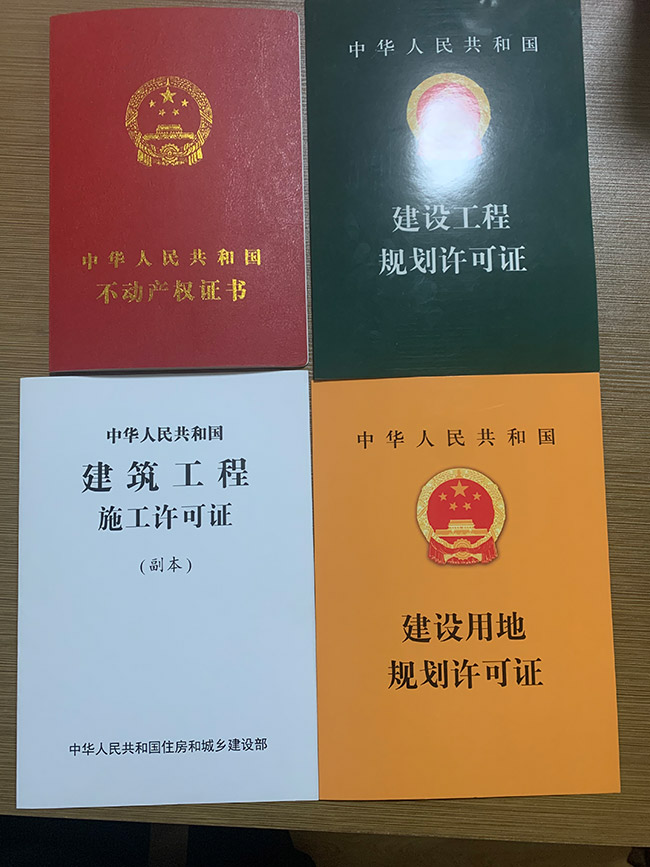 中华人民共和国
不动产权证书
中华人民共和国
建设工程
规划许可证
中华人民共和国
建筑工程
施工许可证
(副本)
中华人民共和国住房和城乡建设部
中华人民共和国
建设用地
规划许可证